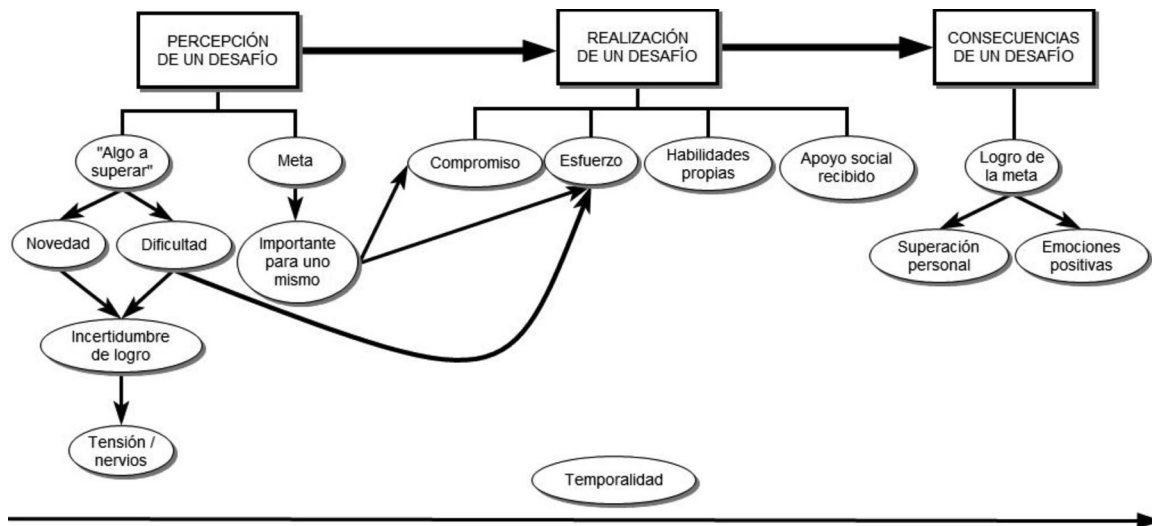 PERCEPCIÓN
DE UN DESAFÍO
REALIZACIÓN
DE UN DESAFÍO
CONSECUENCIAS
DE UN DESAFÍO
"Algo a
superar"
Meta
Compromiso
Esfuerzo
Habilidades
propias
Apoyo social
recibido
Logro de
la meta
Novedad
Dificultad
Importante
para uno
mismo
Superación
personal
Emociones
positivas
Incertidumbre
de logro
Tensión /
nervios
Temporalidad